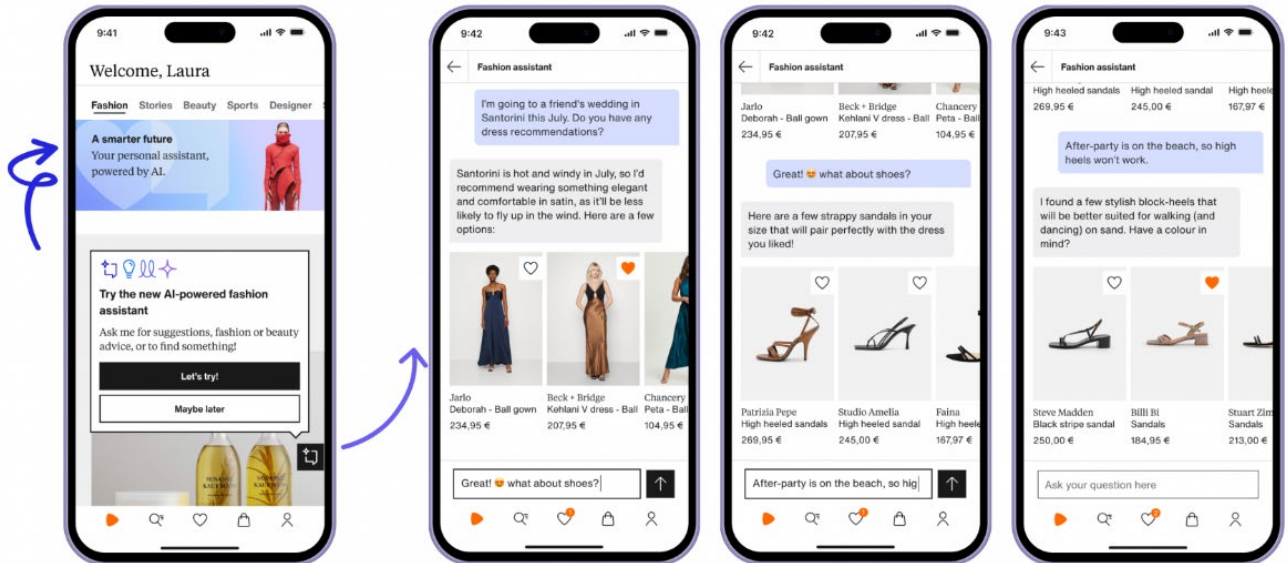 9:41
Welcome, Laura
Fashion Stories Beauty Sports Designer
A smarter future
Your personal assistant,
powered by AI.
Try the new AI-powered fashion
assistant
Ask me for suggestions, fashion or beauty
advice, or to find something!
Let's try!
Maybe later
9:42
Fashion assistant
I'm going to a friend's wedding in
Santorini this July. Do you have any
dress recommendations?
Santorini is hot and windy in July, so I'd
recommend wearing something elegant
and comfortable in satin, as it'll be less
likely to fly up in the wind. Here are a few
options:
Jarlo
Deborah - Ball gown
234,95 €
Beck + Bridge
Kehlani V dress - Ball
207,95 €
Chancery
Peta - Ball
104,95 €
Great! 😍 what about shoes?
1
9:42
Fashion assistant
Jarlo
Deborah - Ball gown
234,95 €
Beck + Bridge
Kehlani V dress - Ball
207,95 €
Chancery
Peta - Ball
104,95 €
Great! 😍 what about shoes?
Here are a few strappy sandals in your
size that will pair perfectly with the dress
you liked!
Patrizia Pepe
High heeled sandals
269,95 €
Studio Amelia
High heeled sandal
245,00 €
Faina
High heele
167,97 €
After-party is on the beach, so hig
1
9:43
Fashion assistant
High heeled sandals
269,95 €
High heeled sandal
245,00 €
High heele
167,97 €
After-party is on the beach, so high
heels won't work.
I found a few stylish block-heels that
will be better suited for walking (and
dancing) on sand. Have a colour in
mind?
Steve Madden
Black stripe sandal
250,00 €
Billi Bi
Sandals
184,95 €
Stuart Zim
Sandals
213,00 €
Ask your question here
2